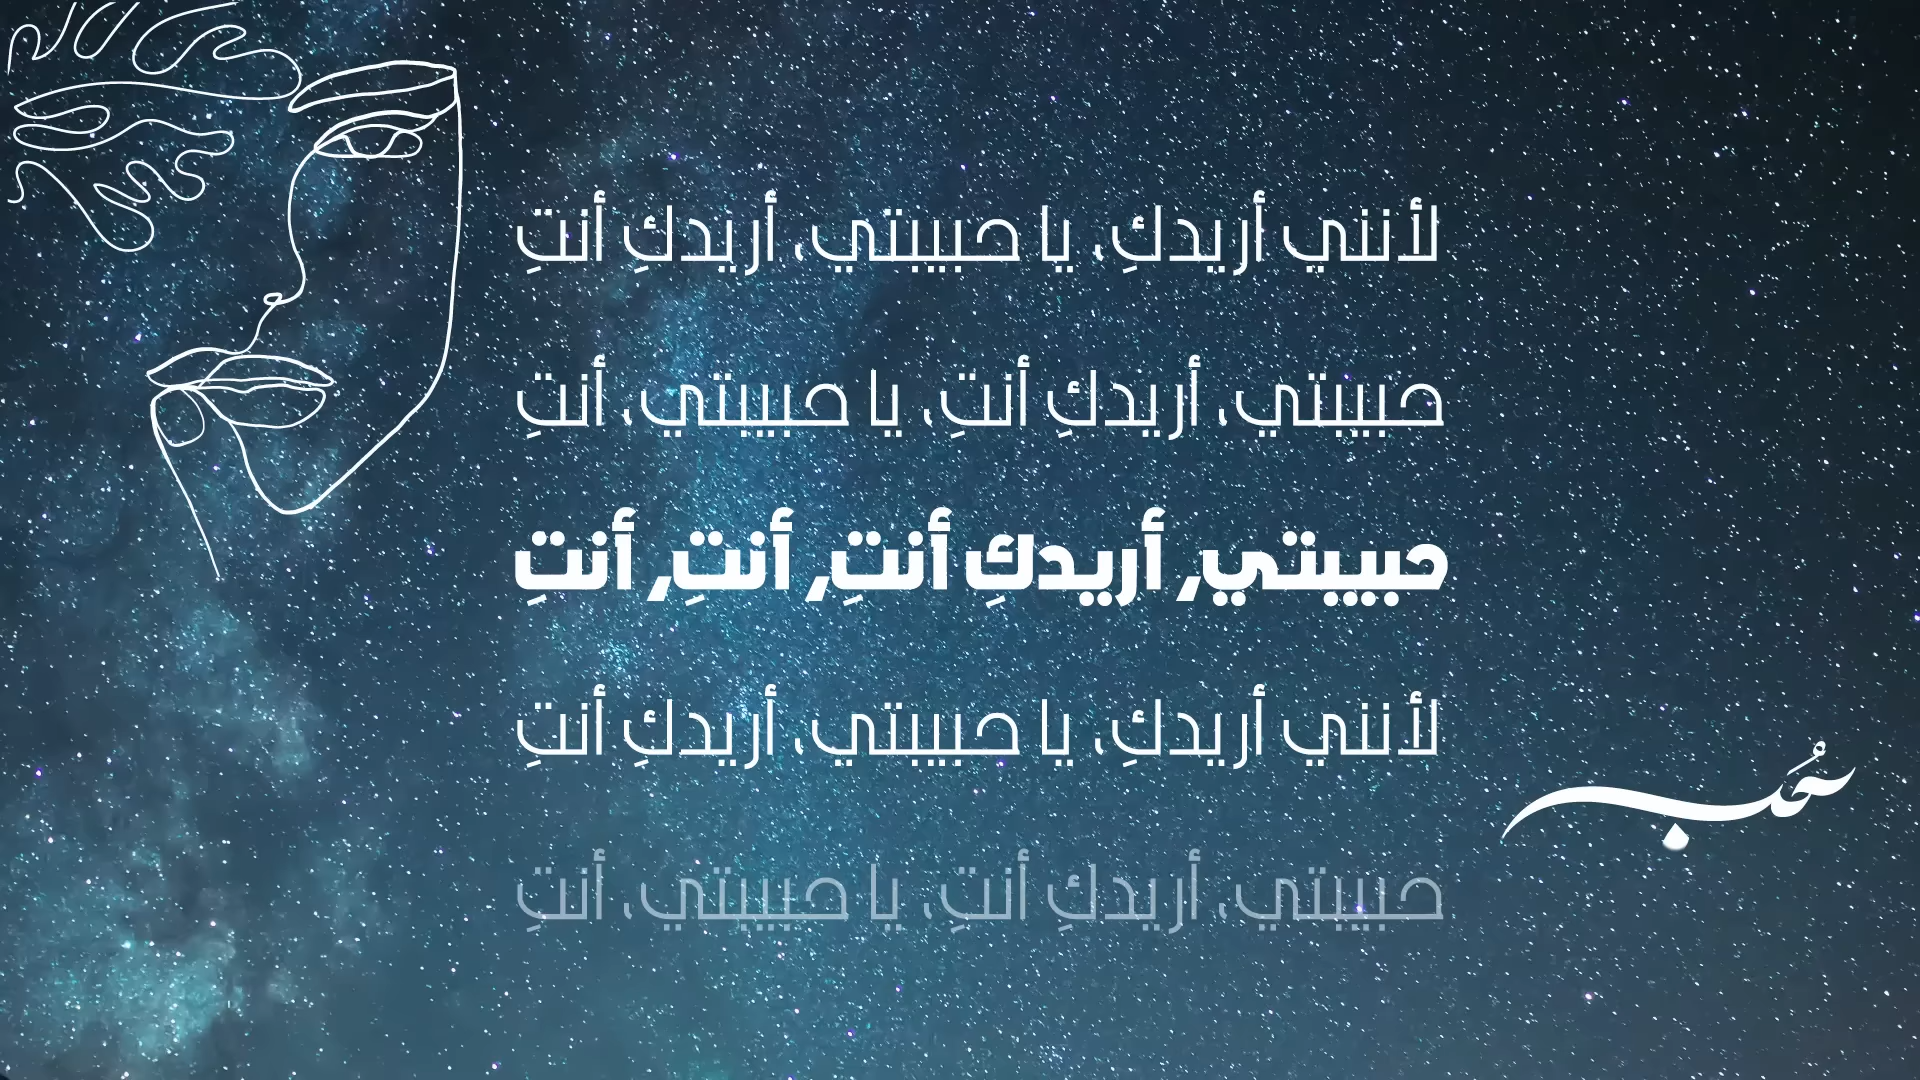 لأنني أريدكِ، يا حبيبتي، أريدكِ أنتِ
حبيبتي، أريدكِ أنتِ، يا حبيبتي، أنتِ
حبيبتي, أريدكِ أنتِ, أنتِ, أنتِ
لأنني أريدكِ، يا حبيبتي، أريدكِ أنتِ
حُب
حبيبتي، أريدكِ أنتِ، يا حبيبتي، أنتِ